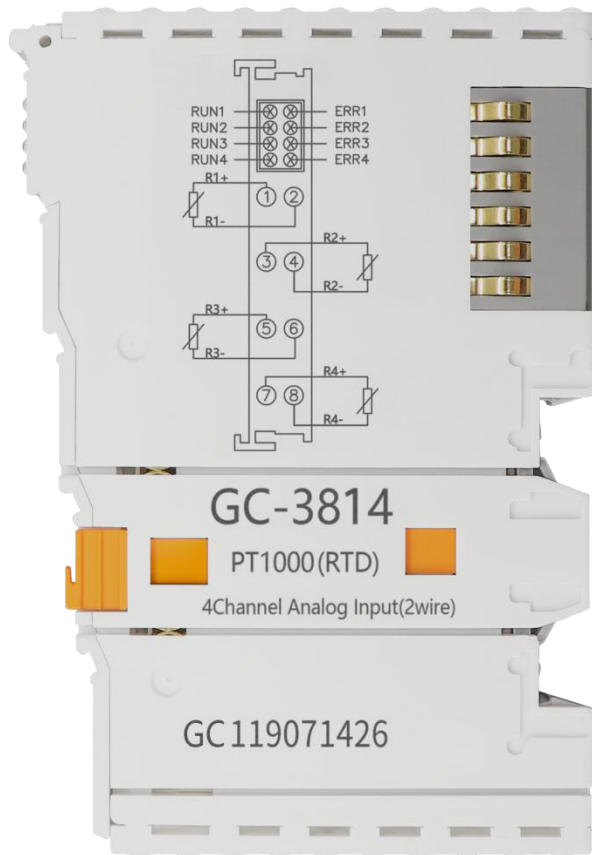 RUN1 ERR1
RUN2 ERR2
RUN3 ERR3
RUN4 ERR4
R1+
1 2
R1-
R2+
3 4
R2-
R3+
5 6
R3-
R4+
7 8
R4-
GC-3814
PT1000(RTD)
4Channel Analog Input(2wire)
GC119071426